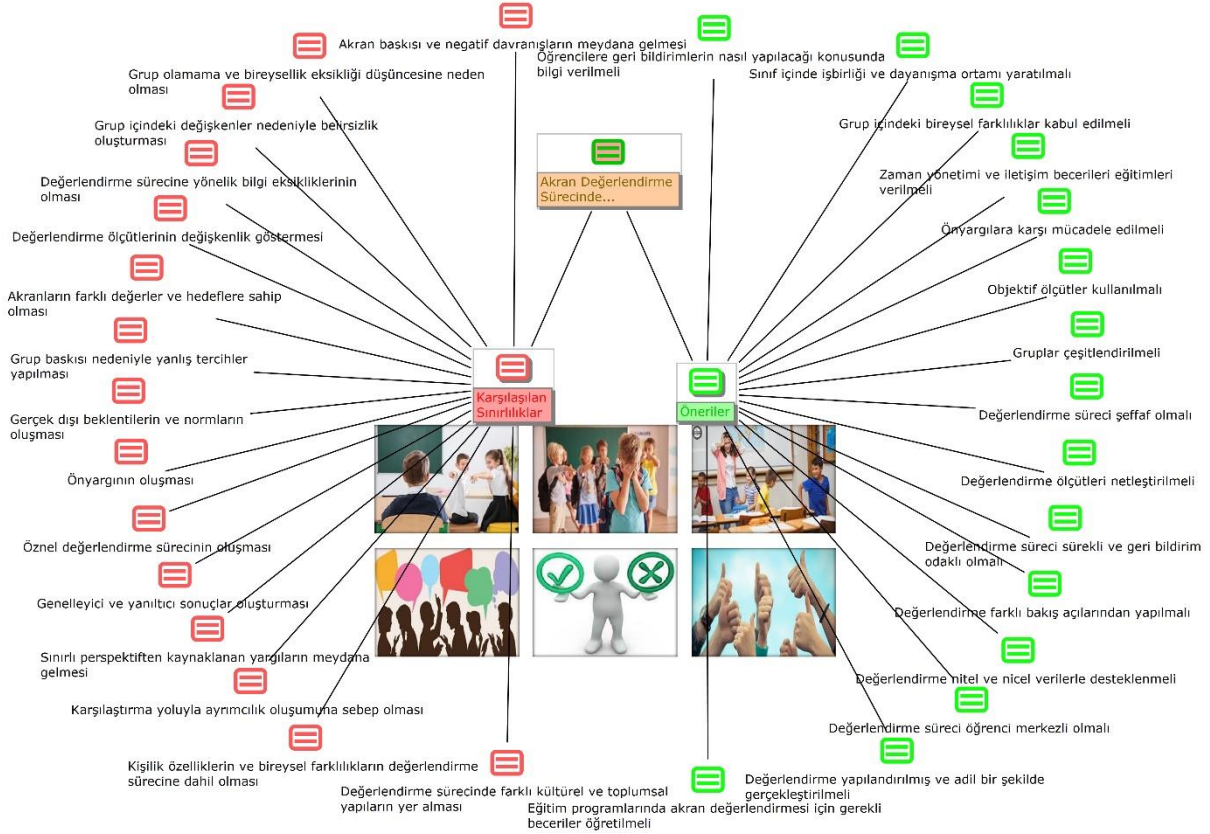 Akran Değerlendirme
Sürecinde...
Karşılaşılan
Sınırlılıklar
Akran baskısı ve negatif davranışların meydana gelmesi
Grup olamama ve bireysellik eksikliği düşüncesine neden
olması
Grup içindeki değişkenler nedeniyle belirsizlik
oluşturması
Değerlendirme sürecine yönelik bilgi eksikliklerinin
olması
Değerlendirme ölçütlerinin değişkenlik göstermesi
Akranların farklı değerler ve hedeflere sahip
olması
Grup baskısı nedeniyle yanlış tercihler
yapılması
Gerçek dışı beklentilerin ve normların
oluşması
Önyargının oluşması
Öznel değerlendirme sürecinin oluşması
Genelleyici ve yanıltıcı sonuçlar oluşturması
Sınırlı perspektiften kaynaklanan yargıların meydana
gelmesi
Karşılaştırma yoluyla ayrımcılık oluşumuna sebep olması
Kişilik özelliklerin ve bireysel farklılıkların değerlendirme
sürecine dahil olması
Değerlendirme sürecinde farklı kültürel ve toplumsal
yapıların yer alması
Öneriler
Öğrencilere geri bildirimlerin nasıl yapılacağı konusunda
bilgi verilmeli
Sınıf içinde işbirliği ve dayanışma ortamı yaratılmalı
Grup içindeki bireysel farklılıklar kabul edilmeli
Zaman yönetimi ve iletişim becerileri eğitimleri
verilmeli
Önyargılara karşı mücadele edilmeli
Objektif ölçütler kullanılmalı
Gruplar çeşitlendirilmeli
Değerlendirme süreci şeffaf olmalı
Değerlendirme ölçütleri netleştirilmeli
Değerlendirme süreci sürekli ve geri bildirim
odaklı olmalı
Değerlendirme farklı bakış açılarından yapılmalı
Değerlendirme nitel ve nicel verilerle desteklenmeli
Değerlendirme süreci öğrenci merkezli olmalı
Değerlendirme yapılandırılmış ve adil bir şekilde
gerçekleştirilmeli
Eğitim programlarında akran değerlendirmesi için gerekli
beceriler öğretilmeli